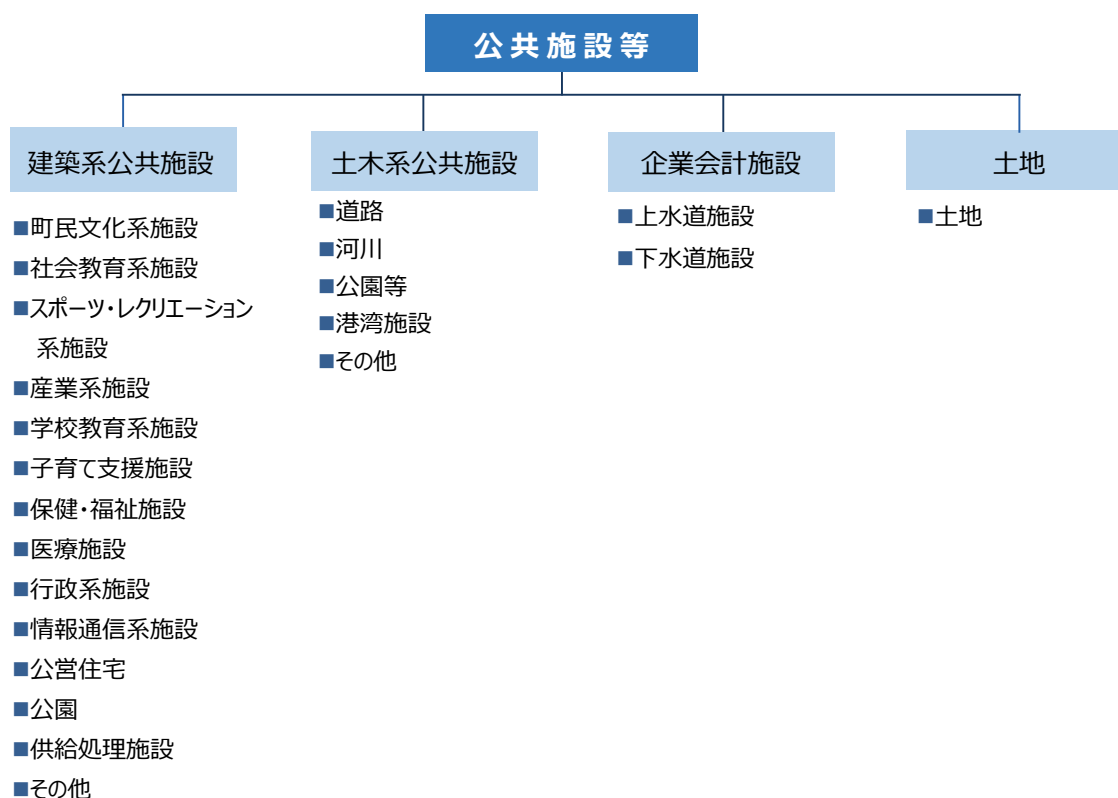 公共施設等
建築系公共施設
■町民文化系施設
■社会教育系施設
■スポーツ・レクリエーション
系施設
■産業系施設
■学校教育系施設
■子育て支援施設
■保健・福祉施設
■医療施設
■行政系施設
■情報通信系施設
■公営住宅
■公園
■供給処理施設
■その他
土木系公共施設
■道路
■河川
■公園等
■港湾施設
■その他
企業会計施設
■上水道施設
■下水道施設
土地
■土地